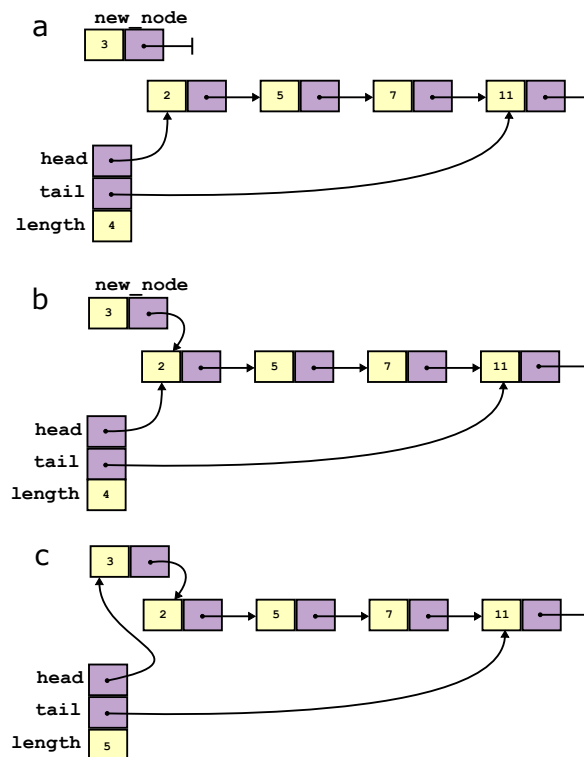 a
new_node
3
2 5 7 11
head
tail
length 4
b
new_node
3
2 5 7 11
head
tail
length 4
c
3
2 5 7 11
head
tail
length 5